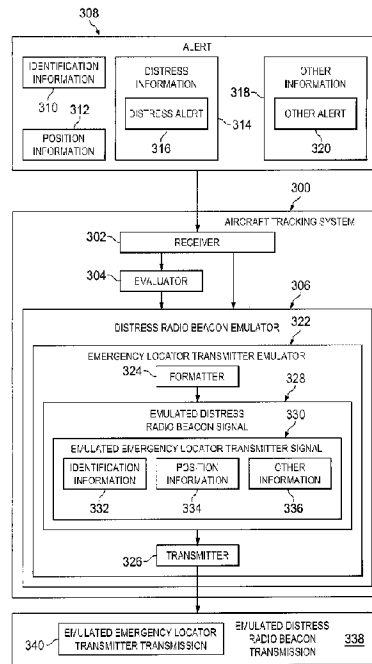 308
ALERT
IDENTIFICATION
INFORMATION
310
312
POSITION
INFORMATION
DISTRESS
INFORMATION
DISTRESS ALERT
316
314
318
OTHER
INFORMATION
OTHER ALERT
320
300
AIRCRAFT TRACKING SYSTEM
302
RECEIVER
304
EVALUATOR
306
DISTRESS RADIO BEACON EMULATOR
322
EMERGENCY LOCATOR TRANSMITTER EMULATOR
324
FORMATTER
328
EMULATED DISTRESS
RADIO BEACON SIGNAL
330
EMULATED EMERGENCY LOCATOR TRANSMITTER SIGNAL
IDENTIFICATION
INFORMATION
332
POSITION
INFORMATION
334
OTHER
INFORMATION
336
326
TRANSMITTER
340
EMULATED EMERGENCY LOCATOR
TRANSMITTER TRANSMISSION
EMULATED DISTRESS
RADIO BEACON
TRANSMISSION
338